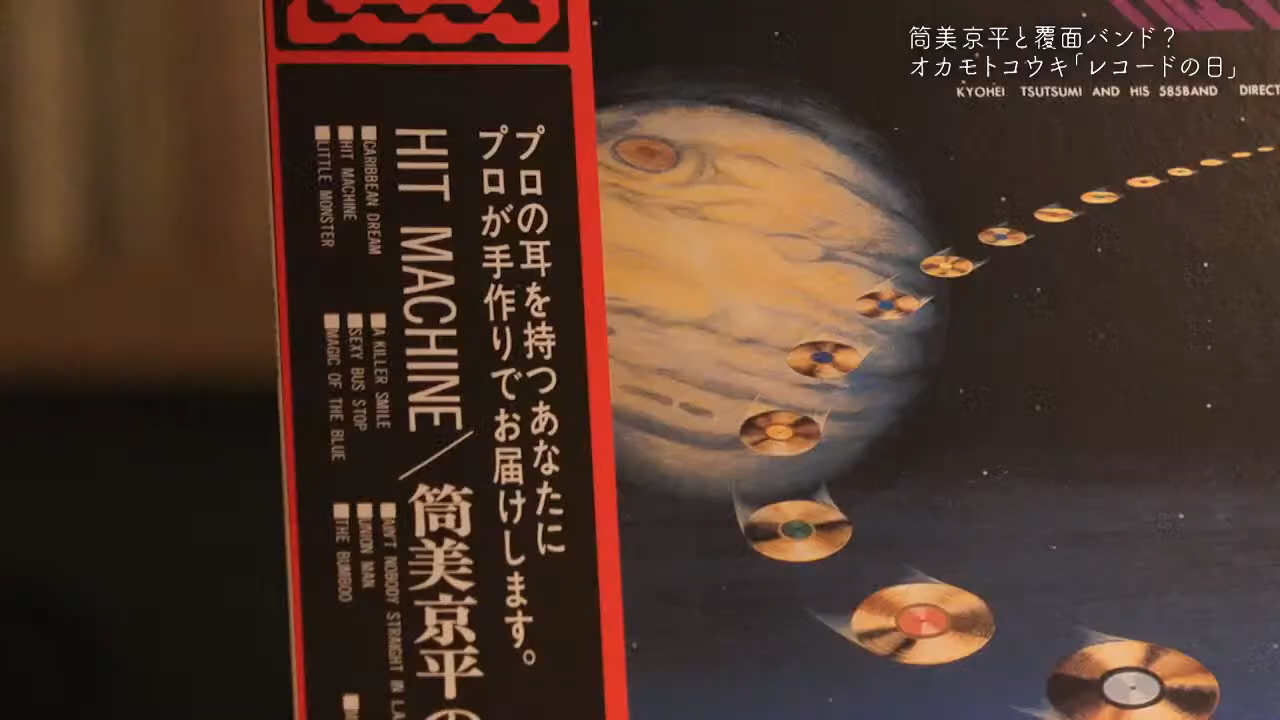 筒美京平と覆面バンド？
オカモトコウキ「レコードの日」
KYOHEI TSUTSUMI AND HIS 585BAND DIRECT
プロの耳を持つあなたに
プロが手作りでお届けします。
HIT MACHINE／筒美京平の
■CARIBBEAN DREAM
■HIT MACHINE
■LITTLE MONSTER
■A KILLER SMILE
■SEXY BUS STOP
■MAGIC OF THE BLUE
■AIN'T NOBODY STRAIGHT IN L.A.
■UNION MAN
■THE BUMBOO